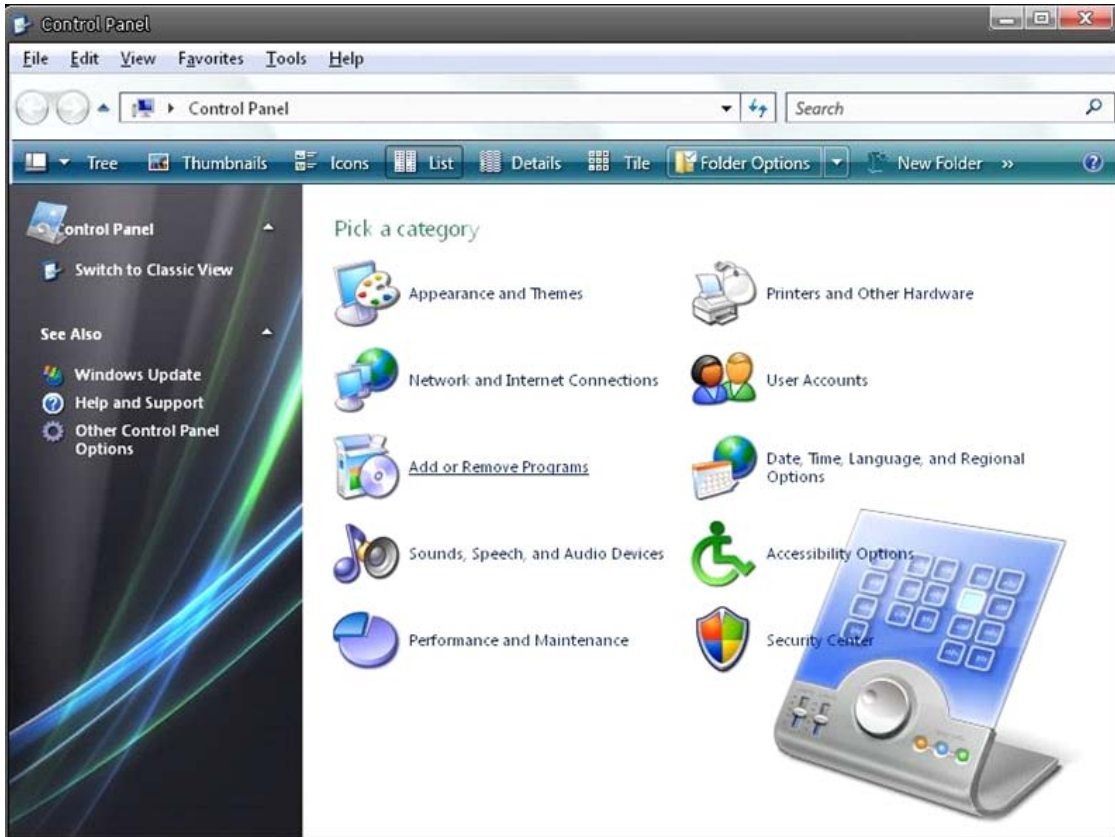 Control Panel
File Edit View Favorites Tools Help
Control Panel
Search
Tree Thumbnails Icons List Details Tile Folder Options New Folder »
Control Panel
Switch to Classic View
See Also
Windows Update
Help and Support
Other Control Panel
Options
Pick a category
Appearance and Themes
Printers and Other Hardware
Network and Internet Connections
User Accounts
Add or Remove Programs
Date, Time, Language, and Regional
Options
Sounds, Speech, and Audio Devices
Accessibility Options
Performance and Maintenance
Security Center